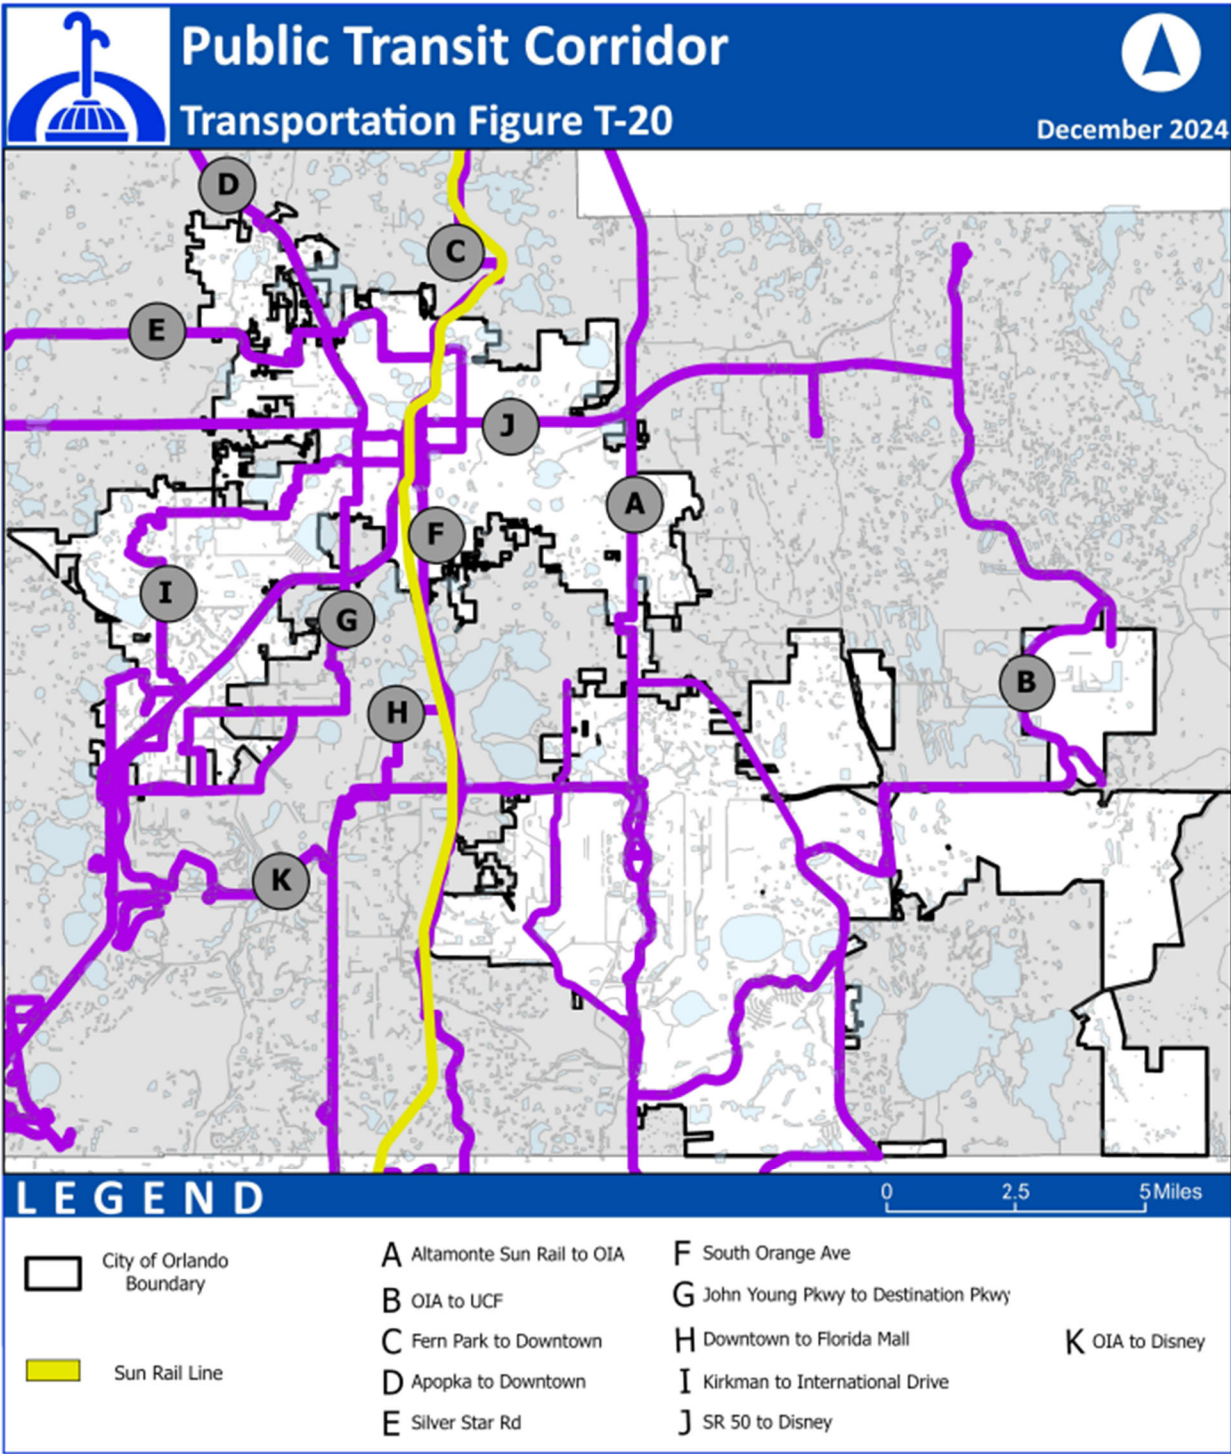 Public Transit Corridor
Transportation Figure T-20
December 2024
D
C
E
J
A
F
I
G
B
H
K
LEGEND
0 2.5 5 Miles
City of Orlando
Boundary
Sun Rail Line
A Altamonte Sun Rail to OIA
B OIA to UCF
C Fern Park to Downtown
D Apopka to Downtown
E Silver Star Rd
F South Orange Ave
G John Young Pkwy to Destination Pkwy
H Downtown to Florida Mall
I Kirkman to International Drive
J SR 50 to Disney
K OIA to Disney